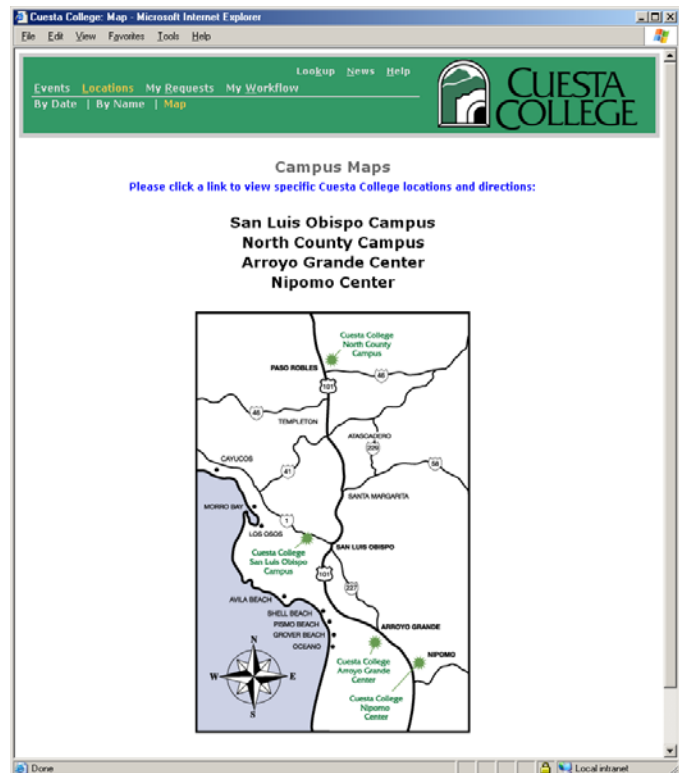 Cuesta College: Map - Microsoft Internet Explorer
File Edit View Favorites Tools Help
Lookup News Help
Events Locations My Requests My Workflow
By Date | By Name | Map
CUESTA
COLLEGE
Campus Maps
Please click a link to view specific Cuesta College locations and directions:
San Luis Obispo Campus
North County Campus
Arroyo Grande Center
Nipomo Center
Cuesta College
North County
Campus
PASO ROBLES
46
101
46
TEMPLETON
ATASCADERO
229
CAYUCOS
41
58
SANTA MARGARITA
MORRO BAY
1
LOS OSOS
SAN LUIS OBISPO
Cuesta College
San Luis Obispo
Campus
101
227
AVILA BEACH
SHELL BEACH
PISMO BEACH
GROVER BEACH
OCEANO
ARROYO GRANDE
NIPOMO
N
W E
S
Cuesta College
Arroyo Grande
Center
Cuesta College
Nipomo
Center
Done
Local intranet